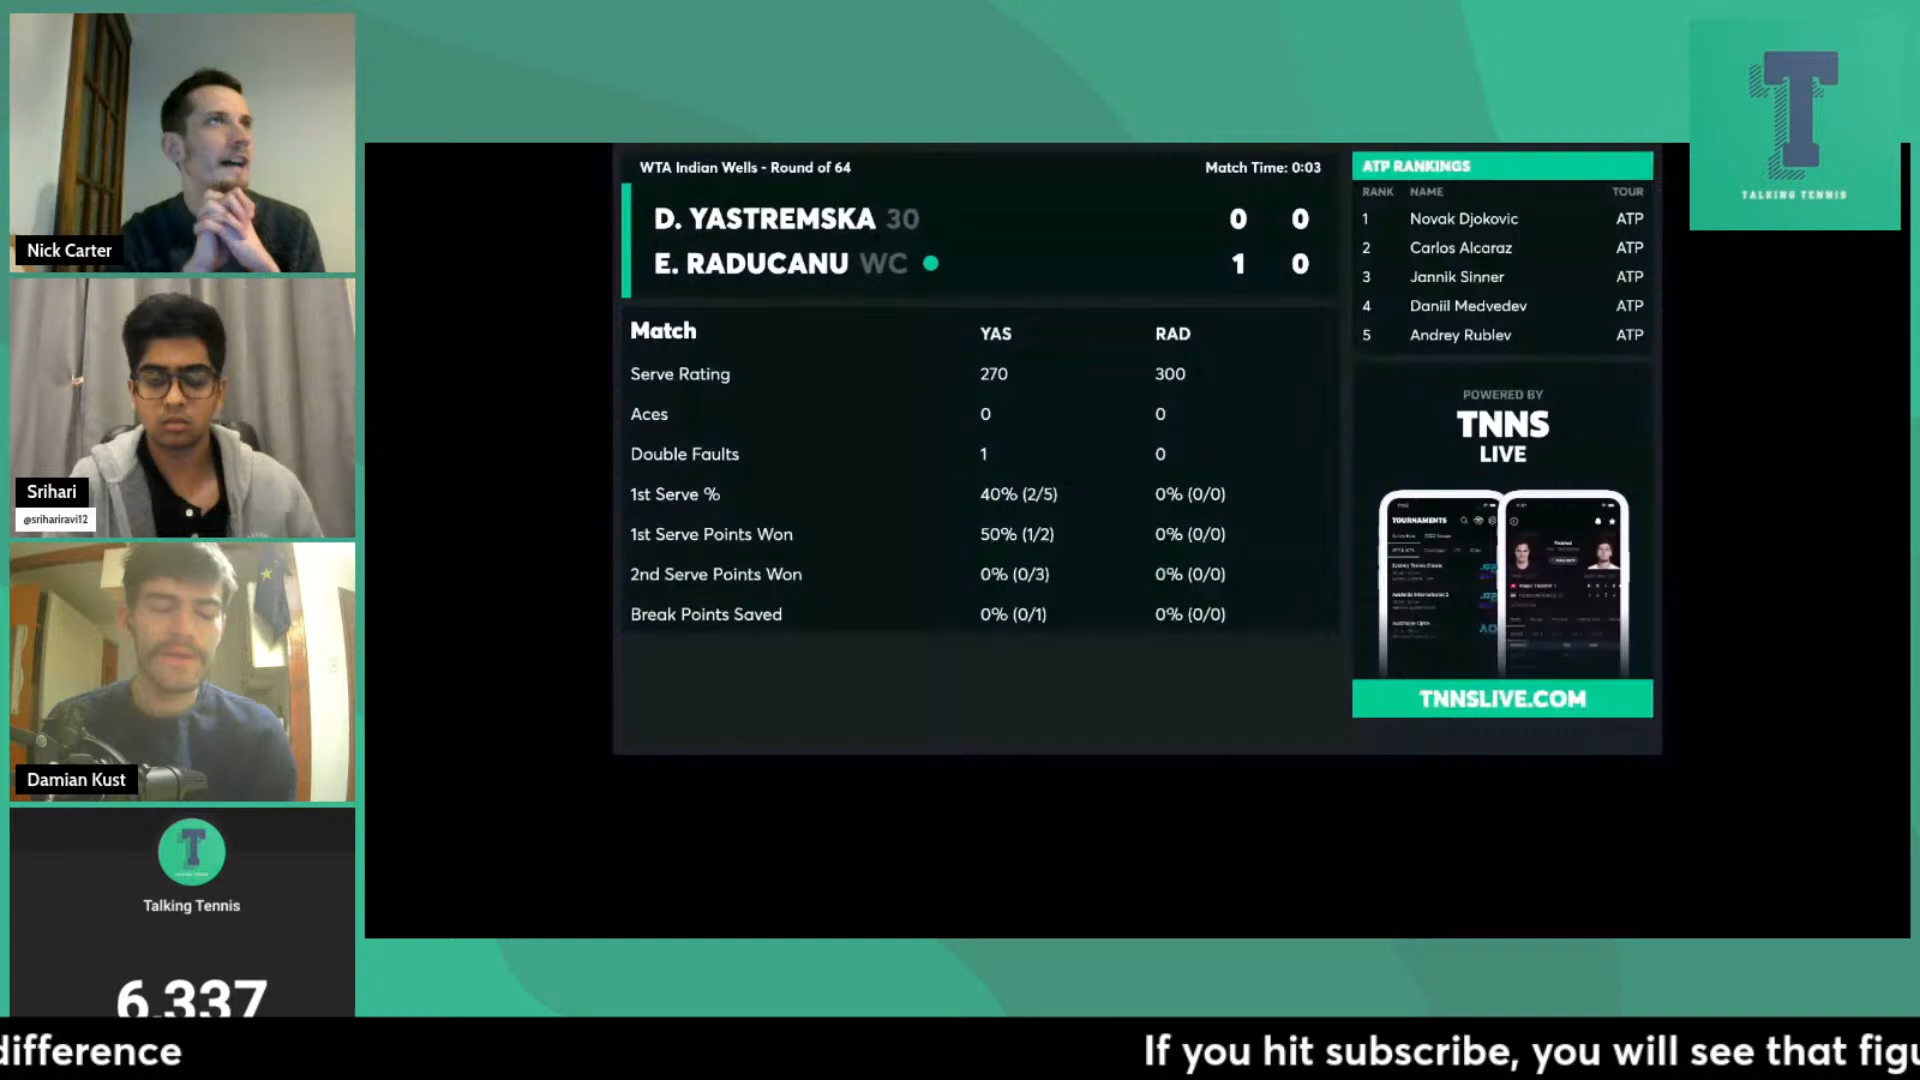 Nick Carter
Srihari
@srihariravi12
Damian Kust
T
Talking Tennis
6,337
WTA Indian Wells - Round of 64
Match Time: 0:03
D. YASTREMSKA 30 0 0
E. RADUCANU WC 1 0
Match YAS RAD
Serve Rating 270 300
Aces 0 0
Double Faults 1 0
1st Serve % 40% (2/5) 0% (0/0)
1st Serve Points Won 50% (1/2) 0% (0/0)
2nd Serve Points Won 0% (0/3) 0% (0/0)
Break Points Saved 0% (0/1) 0% (0/0)
ATP RANKINGS
RANK NAME TOUR
1 Novak Djokovic ATP
2 Carlos Alcaraz ATP
3 Jannik Sinner ATP
4 Daniil Medvedev ATP
5 Andrey Rublev ATP
POWERED BY
TNNS
LIVE
TOURNAMENTS
TNNSLIVE.COM
T
TALKING TENNIS
difference
If you hit subscribe, you will see that figu